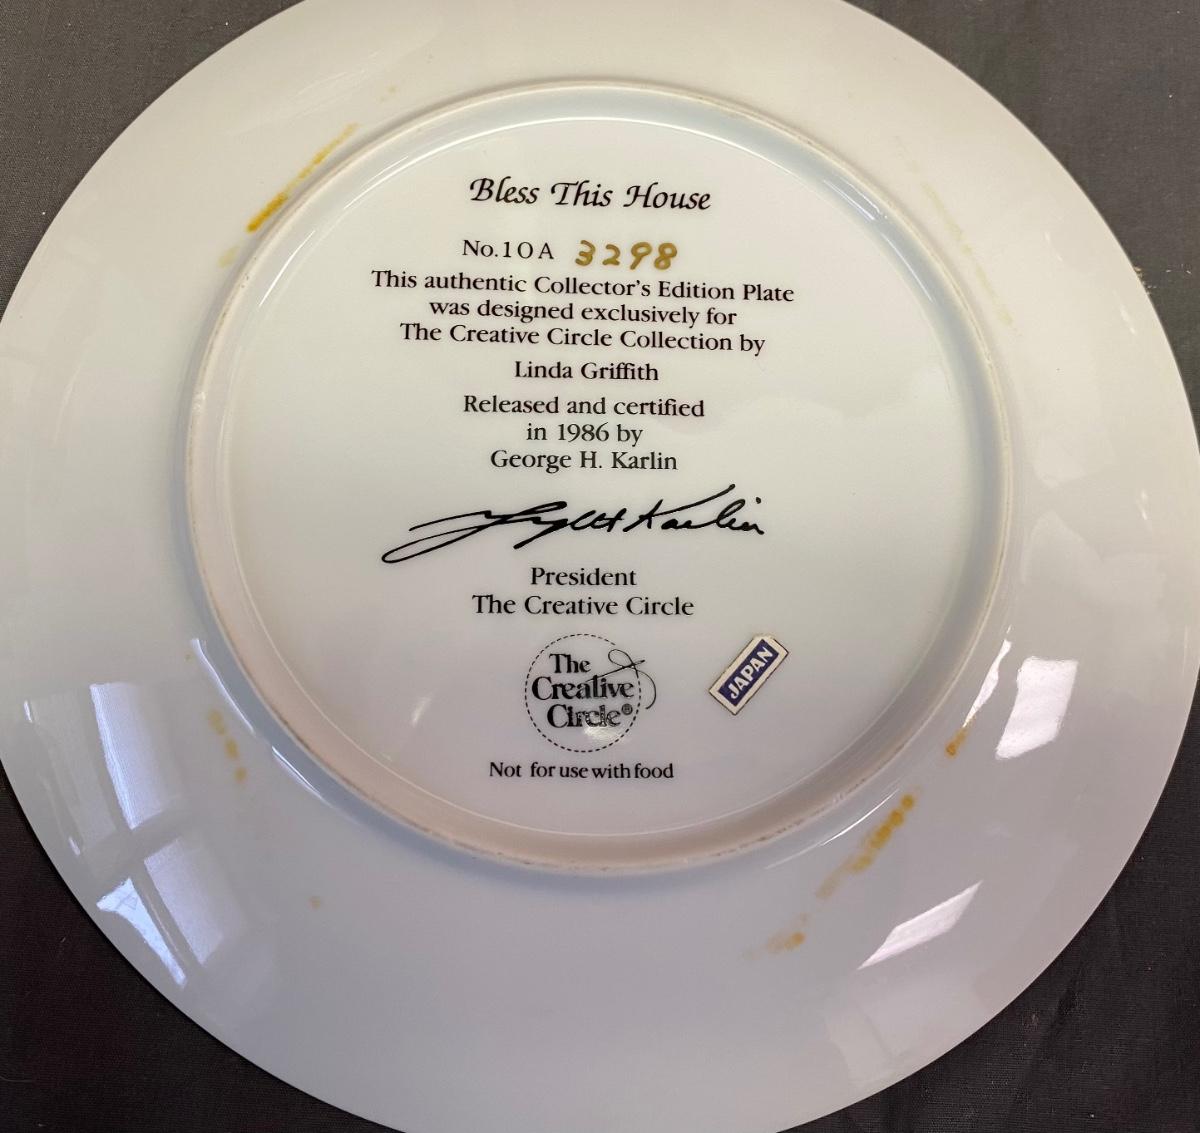 Bless This House
No.10A 3298
This authentic Collector's Edition Plate
was designed exclusively for
The Creative Circle Collection by
Linda Griffith
Released and certified
in 1986 by
George H. Karlin
President
The Creative Circle
The
Creative
Circle®
JAPAN
Not for use with food